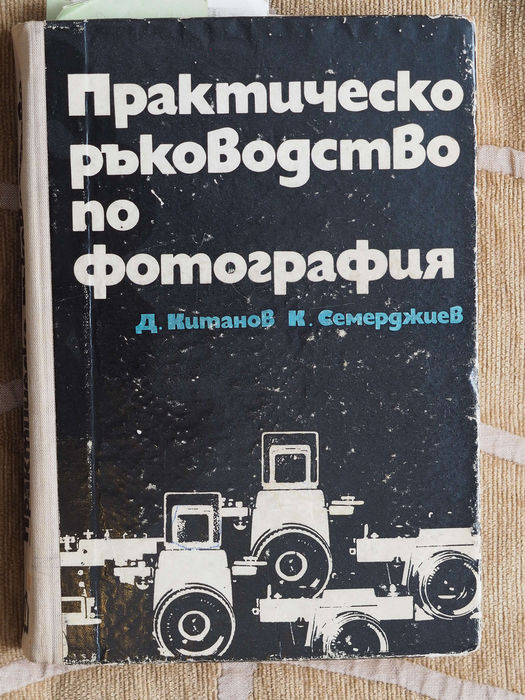 Практическо
ръководство
по
фотография
Д. Китанов К. Семерджиев